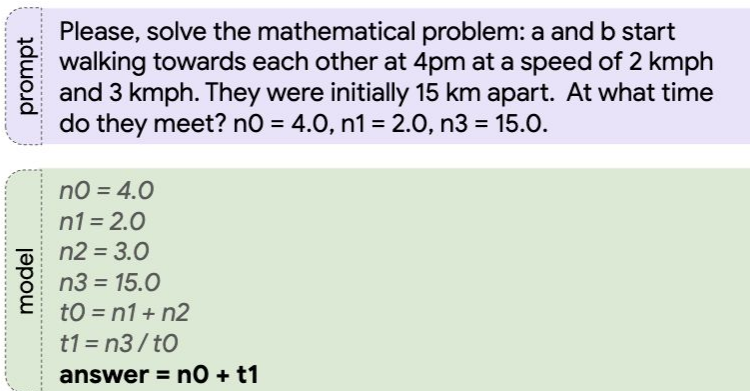 prompt
Please, solve the mathematical problem: a and b start
walking towards each other at 4pm at a speed of 2 kmph
and 3 kmph. They were initially 15 km apart.  At what time
do they meet? n0 = 4.0, n1 = 2.0, n3 = 15.0.
model
n0 = 4.0
n1 = 2.0
n2 = 3.0
n3 = 15.0
t0 = n1 + n2
t1 = n3 / t0
answer = n0 + t1